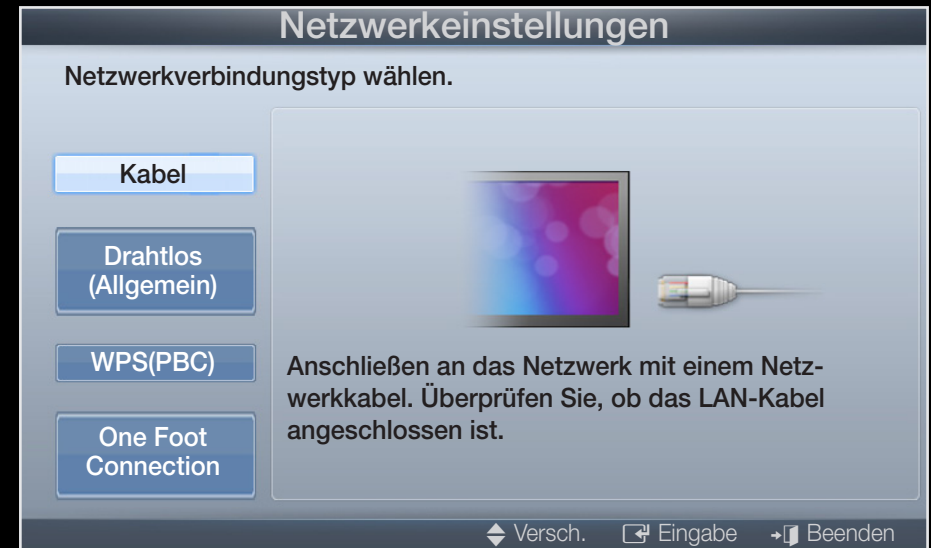 Netzwerkeinstellungen
Netzwerkverbindungstyp wählen.
Kabel
Drahtlos
(Allgemein)
WPS(PBC)
One Foot
Connection
Anschließen an das Netzwerk mit einem Netz-
werkkabel. Überprüfen Sie, ob das LAN-Kabel
angeschlossen ist.
Versch. Eingabe Beenden